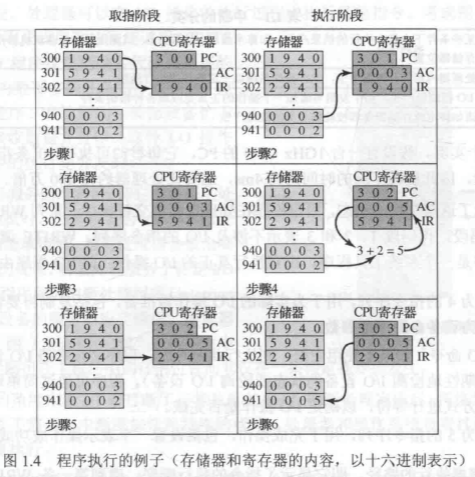 取指阶段 执行阶段
存储器 CPU寄存器 存储器 CPU寄存器
300 1 9 4 0 3 0 0 PC 300 1 9 4 0 3 0 1 PC
301 5 9 4 1 AC 301 5 9 4 1 0 0 0 3 AC
302 2 9 4 1 1 9 4 0 IR 302 2 9 4 1 1 9 4 0 IR
940 0 0 0 3 940 0 0 0 3
941 0 0 0 2 941 0 0 0 2
步骤1 步骤2
存储器 CPU寄存器 存储器 CPU寄存器
300 1 9 4 0 3 0 1 PC 300 1 9 4 0 3 0 2 PC
301 5 9 4 1 0 0 0 3 AC 301 5 9 4 1 0 0 0 5 AC
302 2 9 4 1 5 9 4 1 IR 302 2 9 4 1 5 9 4 1 IR
940 0 0 0 3 940 0 0 0 3 3+2=5
941 0 0 0 2 941 0 0 0 2
步骤3 步骤4
存储器 CPU寄存器 存储器 CPU寄存器
300 1 9 4 0 3 0 2 PC 300 1 9 4 0 3 0 3 PC
301 5 9 4 1 0 0 0 5 AC 301 5 9 4 1 0 0 0 5 AC
302 2 9 4 1 2 9 4 1 IR 302 2 9 4 1 2 9 4 1 IR
940 0 0 0 3 940 0 0 0 3
941 0 0 0 2 941 0 0 0 5
步骤5 步骤6
图 1.4 程序执行的例子（存储器和寄存器的内容，以十六进制表示）